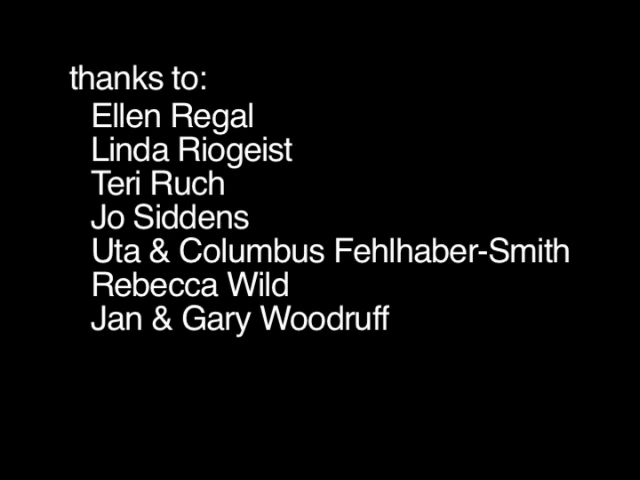 thanks to:
Ellen Regal
Linda Riogeist
Teri Ruch
Jo Siddens
Uta & Columbus Fehlhaber-Smith
Rebecca Wild
Jan & Gary Woodruff